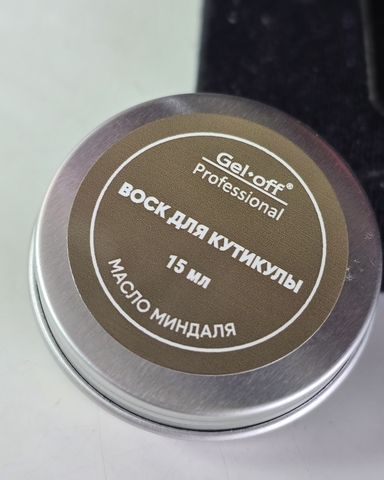 Gel•off®
Professional
ВОСК ДЛЯ КУТИКУЛЫ
15 мл
МАСЛО МИНДАЛЯ